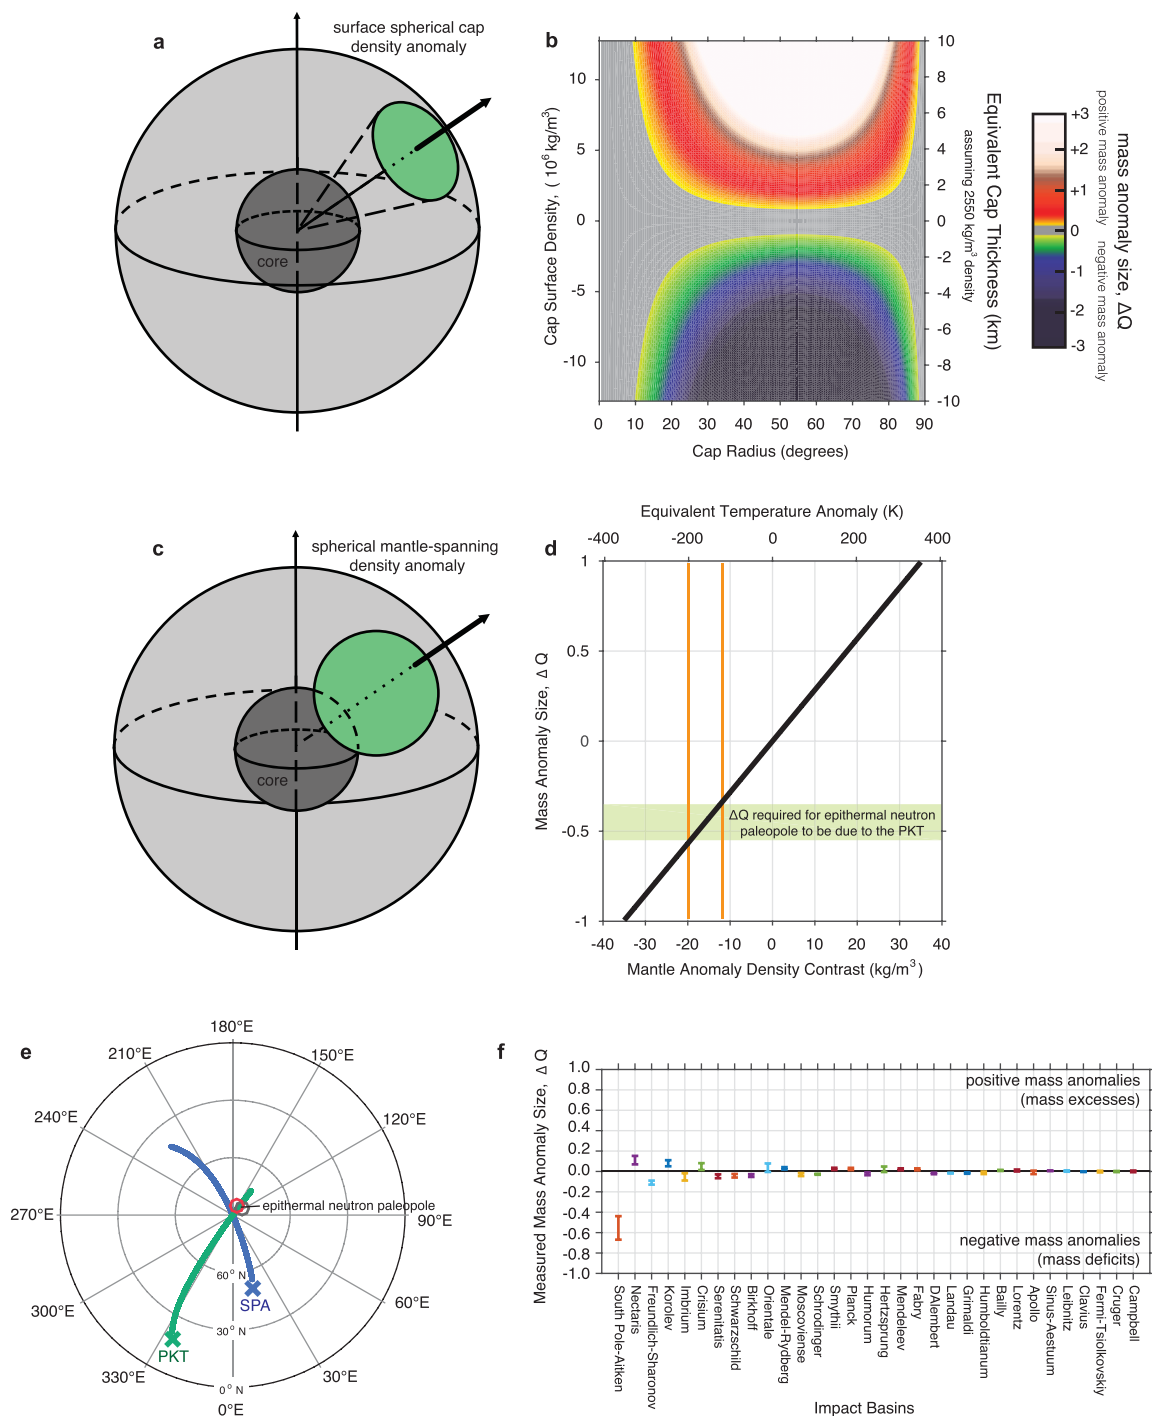 a
surface spherical cap
density anomaly
core
b
10
5
0
-5
-10
Cap Surface Density, ( 10⁶ kg/m³)
0 10 20 30 40 50 60 70 80 90
Cap Radius (degrees)
10
8
6
4
2
0
-2
-4
-6
-8
-10
Equivalent Cap Thickness (km)
assuming 2550 kg/m³ density
+3
+2
+1
0
-1
-2
-3
positive mass anomaly
negative mass anomaly
mass anomaly size, ΔQ
c
spherical mantle-spanning
density anomaly
core
d
Equivalent Temperature Anomaly (K)
-400 -200 0 200 400
1
0.5
0
-0.5
-1
Mass Anomaly Size, Δ Q
ΔQ required for epithermal neutron
paleopole to be due to the PKT
-40 -30 -20 -10 0 10 20 30 40
Mantle Anomaly Density Contrast (kg/m³)
e
180°E
210°E
150°E
240°E
120°E
270°E
90°E
epithermal neutron paleopole
300°E
60°E
60° N
SPA
30° N
PKT
330°E
30°E
0° N
0°E
f
Measured Mass Anomaly Size, Δ Q
1.0
0.8
0.6
0.4
0.2
0.0
-0.2
-0.4
-0.6
-0.8
-1.0
positive mass anomalies
(mass excesses)
negative mass anomalies
(mass deficits)
South Pole-Aitken
Nectaris
Freundlich-Sharonov
Korolev
Imbrium
Crisium
Serenitatis
Schwarzschild
Birkhoff
Orientale
Mendel-Rydberg
Moscoviense
Schrodinger
Smythii
Planck
Humorum
Hertzsprung
Mendeleev
Fabry
DAlembert
Landau
Grimaldi
Humboldtianum
Bailly
Lorentz
Apollo
Sinus-Aestuum
Leibnitz
Clavius
Fermi-Tsiolkovskiy
Cruger
Campbell
Impact Basins